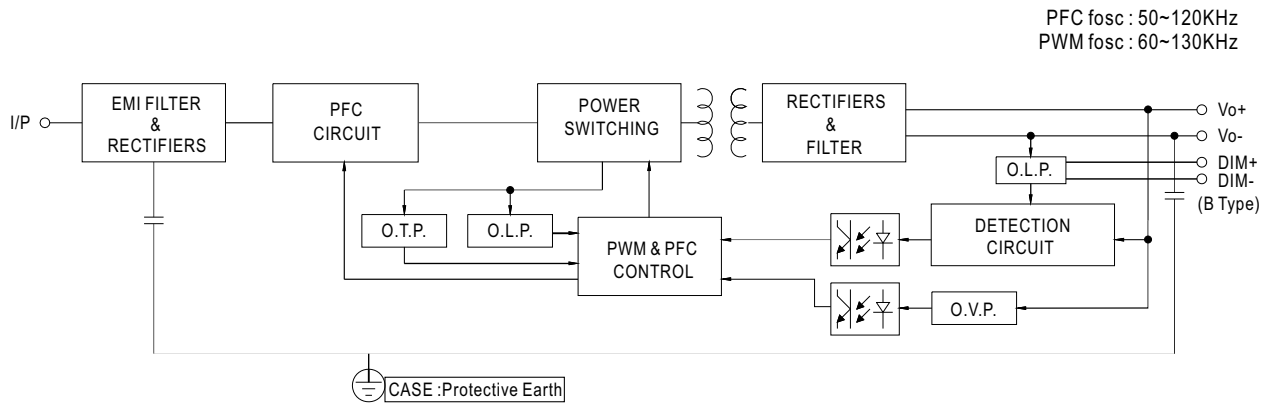 PFC fosc : 50~120KHz
PWM fosc : 60~130KHz
I/P
EMI FILTER
&
RECTIFIERS
PFC
CIRCUIT
POWER
SWITCHING
RECTIFIERS
&
FILTER
Vo+
Vo-
DIM+
DIM-
(B Type)
O.L.P.
O.T.P.
O.L.P.
PWM & PFC
CONTROL
DETECTION
CIRCUIT
O.V.P.
CASE :Protective Earth